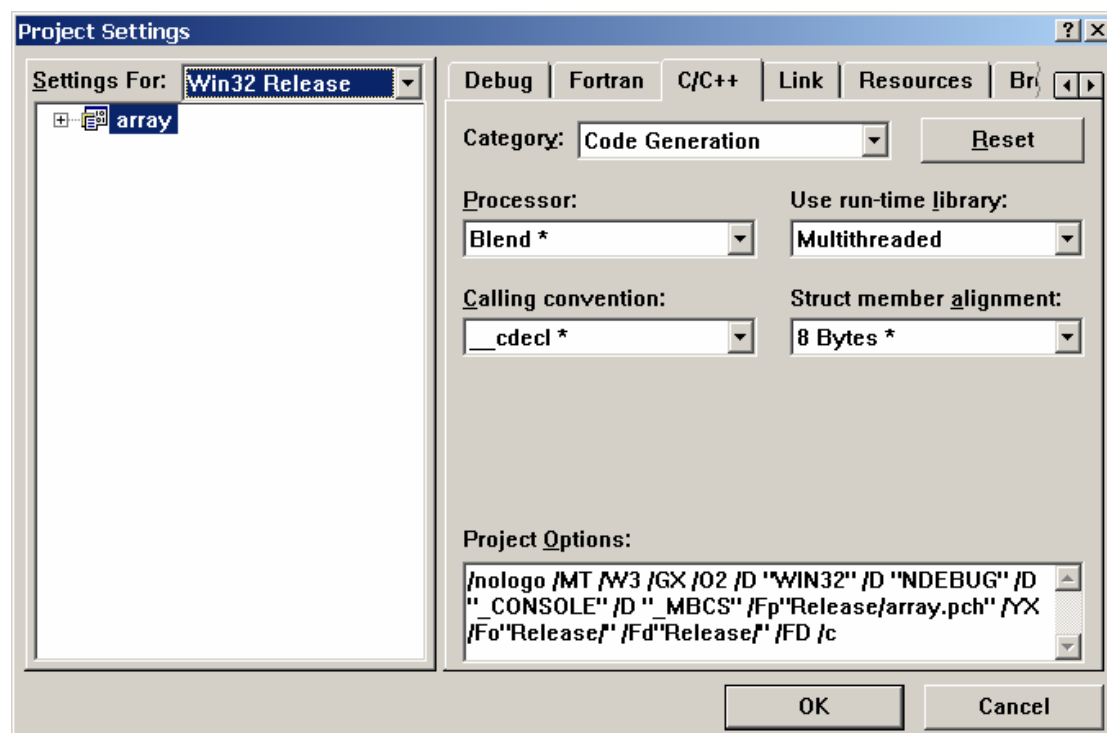 Project Settings
Settings For: Win32 Release
array
Debug Fortran C/C++ Link Resources
Category: Code Generation Reset
Processor: Use run-time library:
Blend * Multithreaded
Calling convention: Struct member alignment:
__cdecl * 8 Bytes *
Project Options:
/nologo /MT /W3 /GX /O2 /D "WIN32" /D "NDEBUG" /D
"_CONSOLE" /D "_MBCS" /Fp"Release/array.pch" /YX
/Fo"Release/" /Fd"Release/" /FD /c
OK Cancel